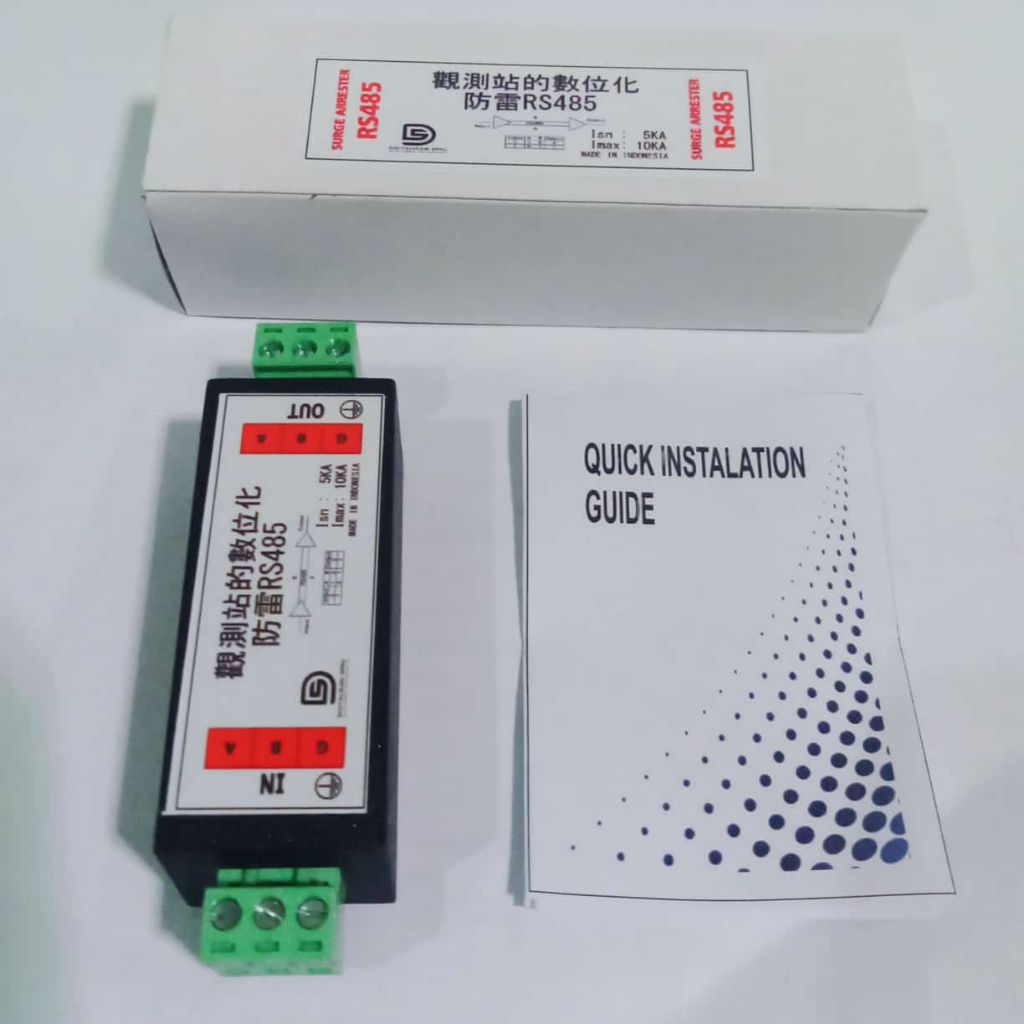 SURGE ARRESTER
RS485
觀測站的數位化
防雷RS485
Isn : 5KA
Imax: 10KA
MADE IN INDONESIA
SURGE ARRESTER
RS485
OUT
A B G
觀測站的數位化
防雷RS485
Isn : 5KA
Imax: 10KA
MADE IN INDONESIA
A B G
IN
QUICK INSTALATION
GUIDE